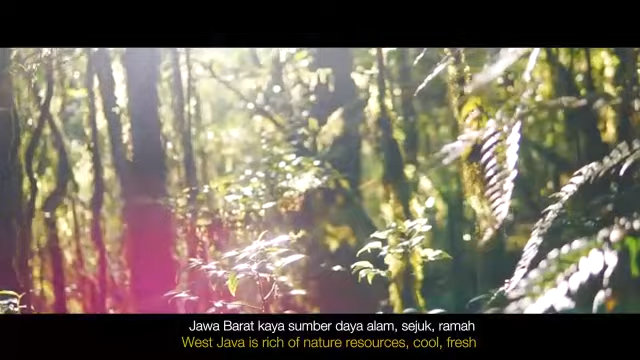 Jawa Barat kaya sumber daya alam, sejuk, ramah
West Java is rich of nature resources, cool, fresh